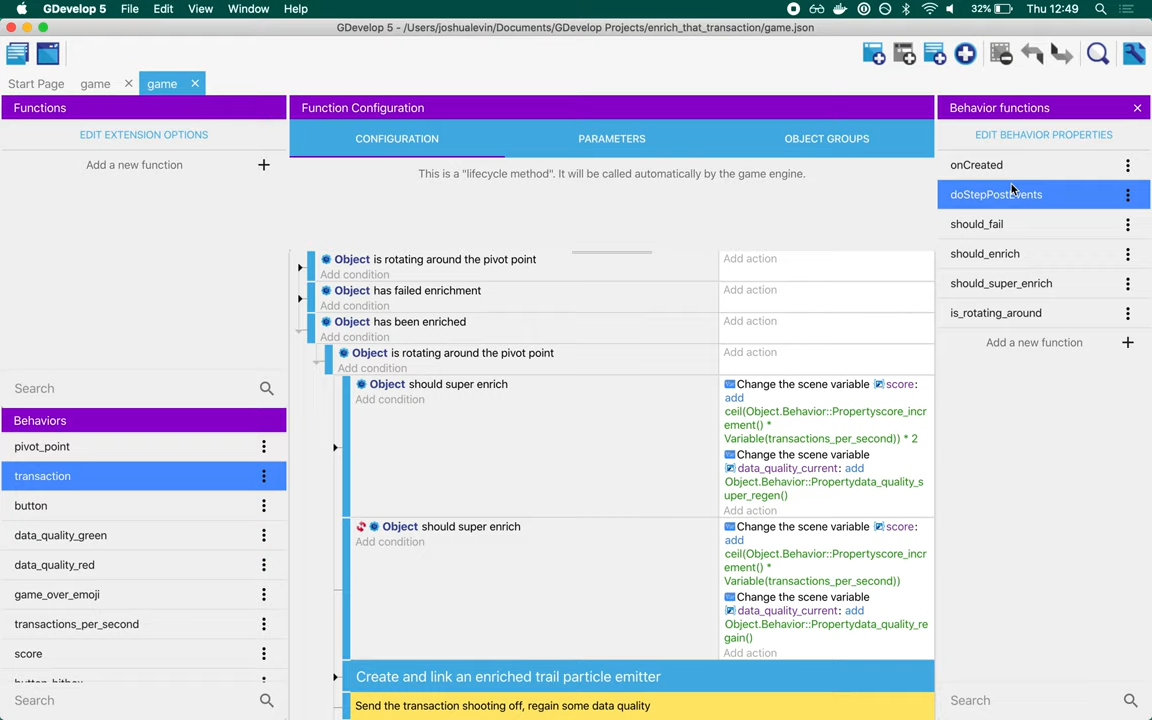 GDevelop 5 File Edit View Window Help 32% Thu 12:49
GDevelop 5 - /Users/joshualevin/Documents/GDevelop Projects/enrich_that_transaction/game.json
Start Page game game
Functions
EDIT EXTENSION OPTIONS
Add a new function
Search
Behaviors
pivot_point
transaction
button
data_quality_green
data_quality_red
game_over_emoji
transactions_per_second
score
button_hitbox
Search
Function Configuration
CONFIGURATION PARAMETERS OBJECT GROUPS
This is a "lifecycle method". It will be called automatically by the game engine.
Object is rotating around the pivot point
Add condition
Add action
Object has failed enrichment
Add condition
Add action
Object has been enriched
Add condition
Add action
Object is rotating around the pivot point
Add condition
Add action
Object should super enrich
Add condition
Change the scene variable score:
add
ceil(Object.Behavior::Propertyscore_incr
ement() *
Variable(transactions_per_second)) * 2
Change the scene variable
data_quality_current: add
Object.Behavior::Propertydata_quality_s
uper_regen()
Add action
Object should super enrich
Add condition
Change the scene variable score:
add
ceil(Object.Behavior::Propertyscore_incr
ement() *
Variable(transactions_per_second))
Change the scene variable
data_quality_current: add
Object.Behavior::Propertydata_quality_re
gain()
Add action
Create and link an enriched trail particle emitter
Send the transaction shooting off, regain some data quality
Behavior functions
EDIT BEHAVIOR PROPERTIES
onCreated
doStepPostEvents
should_fail
should_enrich
should_super_enrich
is_rotating_around
Add a new function
Search